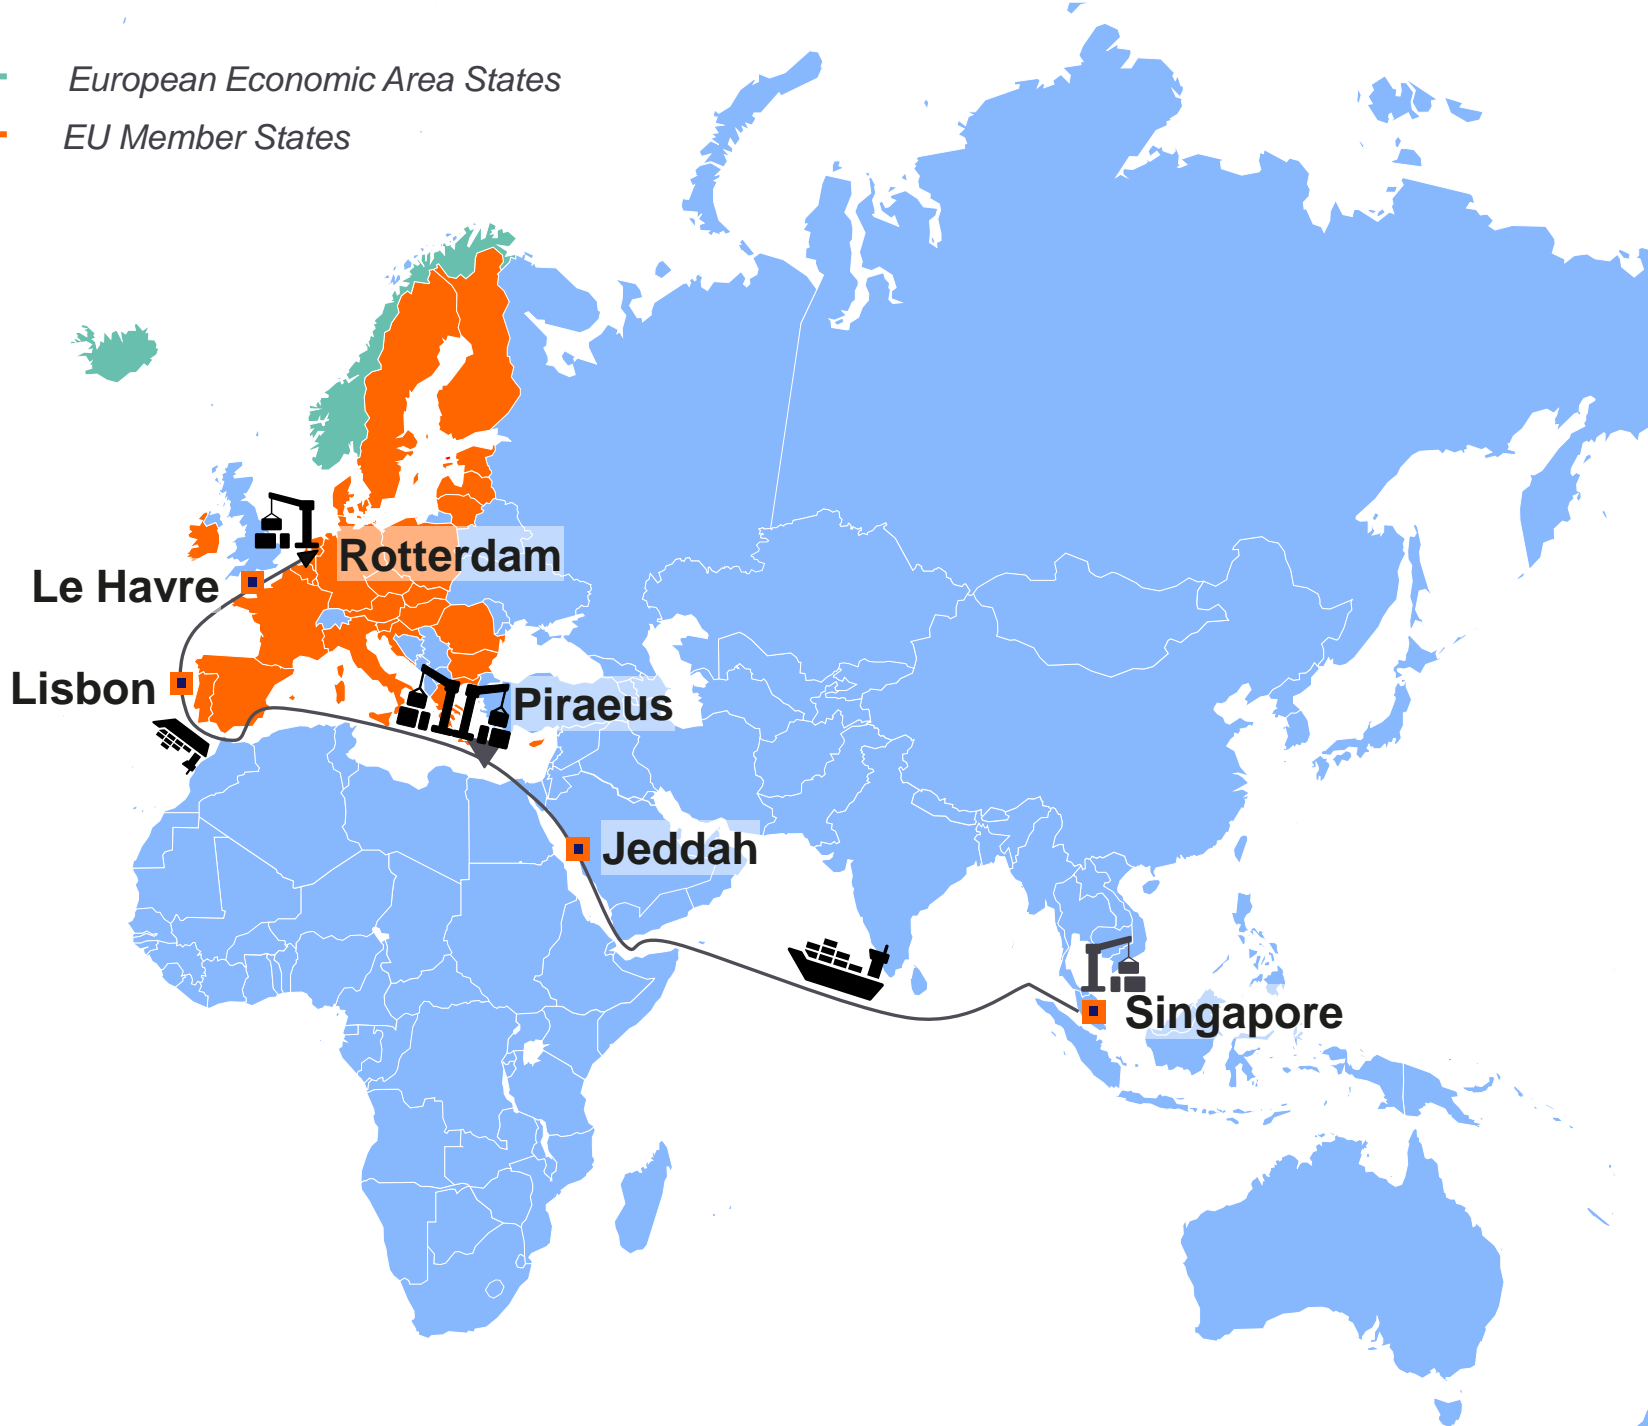 European Economic Area States
EU Member States
Rotterdam
Le Havre
Lisbon
Piraeus
Jeddah
Singapore